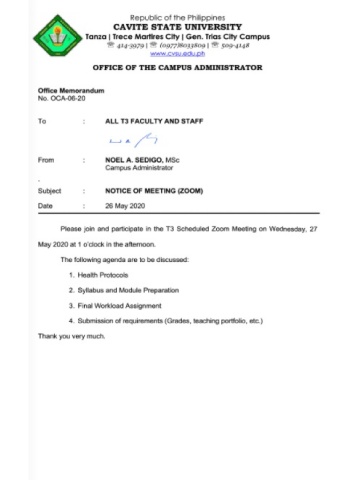 Republic of the Philippines
CAVITE STATE UNIVERSITY
Tanza | Trece Martires City | Gen. Trias City Campus
☏ 414-3979 | ☏ (0977)8033809 | ☏ 509-4148
www.cvsu.edu.ph
OFFICE OF THE CAMPUS ADMINISTRATOR
Office Memorandum
No. OCA-06-20
To : ALL T3 FACULTY AND STAFF
From : NOEL A. SEDIGO, MSc
Campus Administrator
.
Subject : NOTICE OF MEETING (ZOOM)
Date : 26 May 2020
Please join and participate in the T3 Scheduled Zoom Meeting on Wednesday, 27
May 2020 at 1 o'clock in the afternoon.
The following agenda are to be discussed:
1. Health Protocols
2. Syllabus and Module Preparation
3. Final Workload Assignment
4. Submission of requirements (Grades, teaching portfolio, etc.)
Thank you very much.